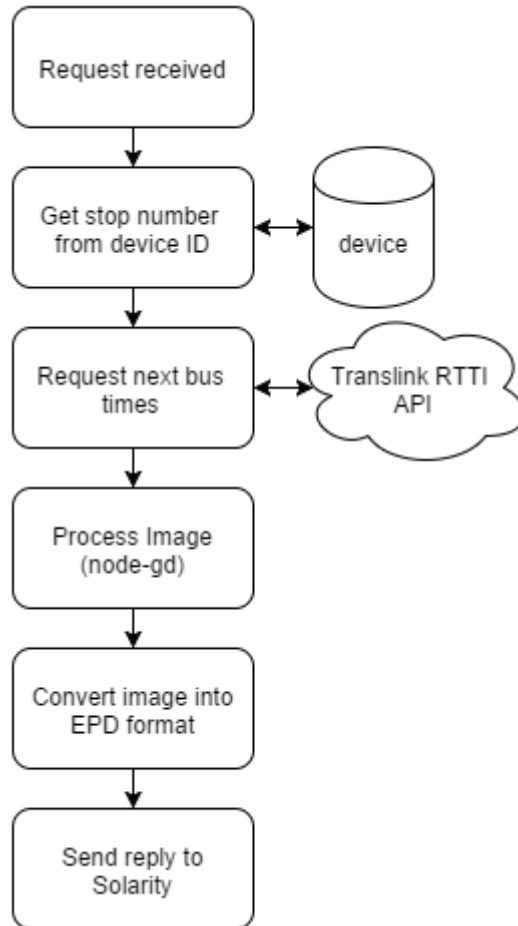 Request received
Get stop number
from device ID
device
Request next bus
times
Translink RTTI
API
Process Image
(node-gd)
Convert image into
EPD format
Send reply to
Solarity